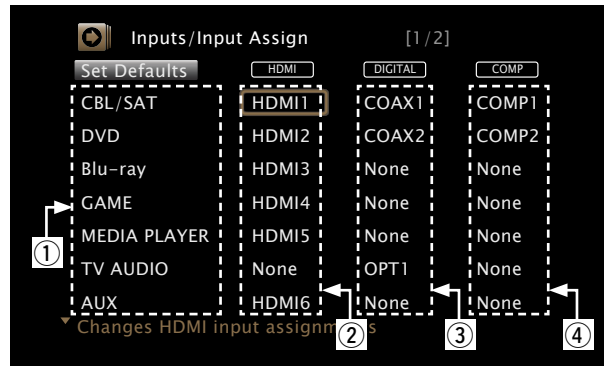 Inputs/Input Assign [1/2]
Set Defaults HDMI DIGITAL COMP
CBL/SAT HDMI1 COAX1 COMP1
DVD HDMI2 COAX2 COMP2
Blu-ray HDMI3 None None
GAME HDMI4 None None
MEDIA PLAYER HDMI5 None None
TV AUDIO None OPT1 None
AUX HDMI6 None None
Changes HDMI input
① ② ③ ④